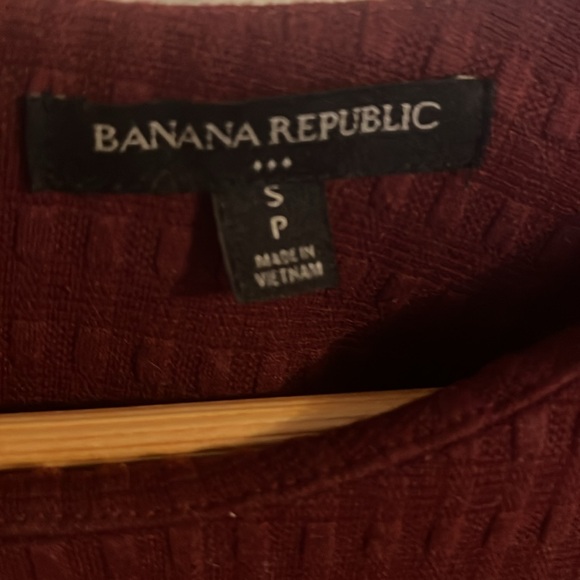 BANANA REPUBLIC
S
P
MADE IN
VIETNAM